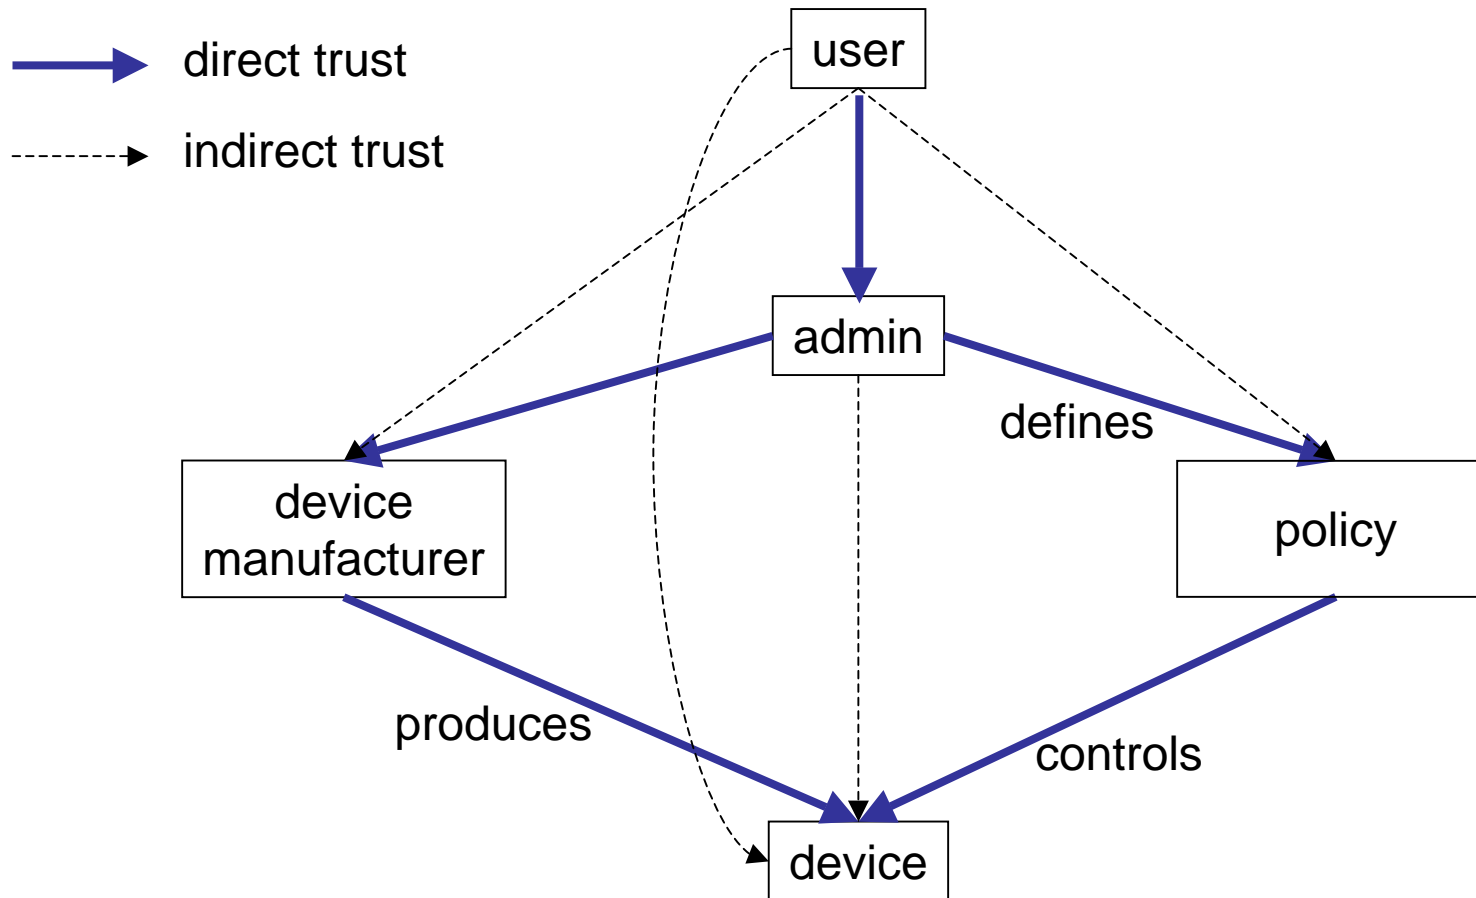 direct trust
indirect trust
user
admin
defines
device
manufacturer
policy
produces
controls
device